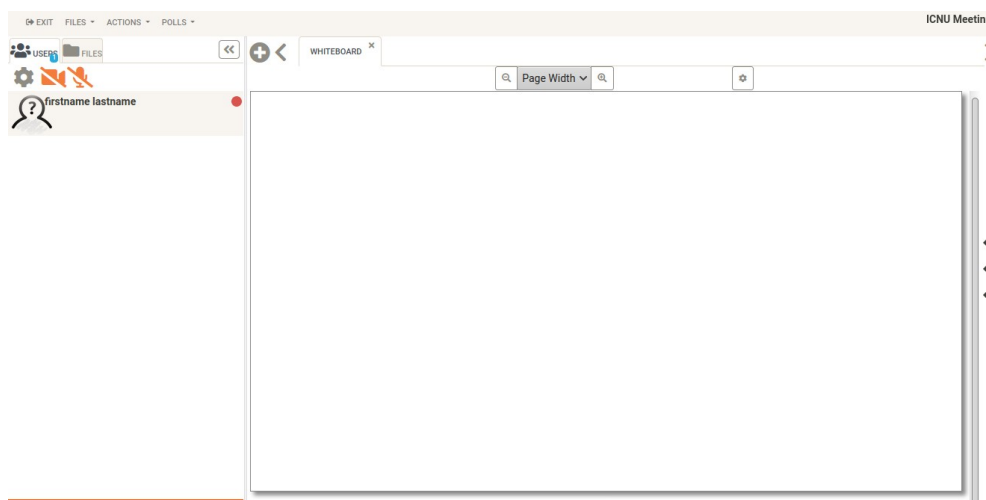 EXIT FILES ACTIONS POLLS
ICNU Meetin
USERS 1 FILES
WHITEBOARD
Page Width
firstname lastname
?